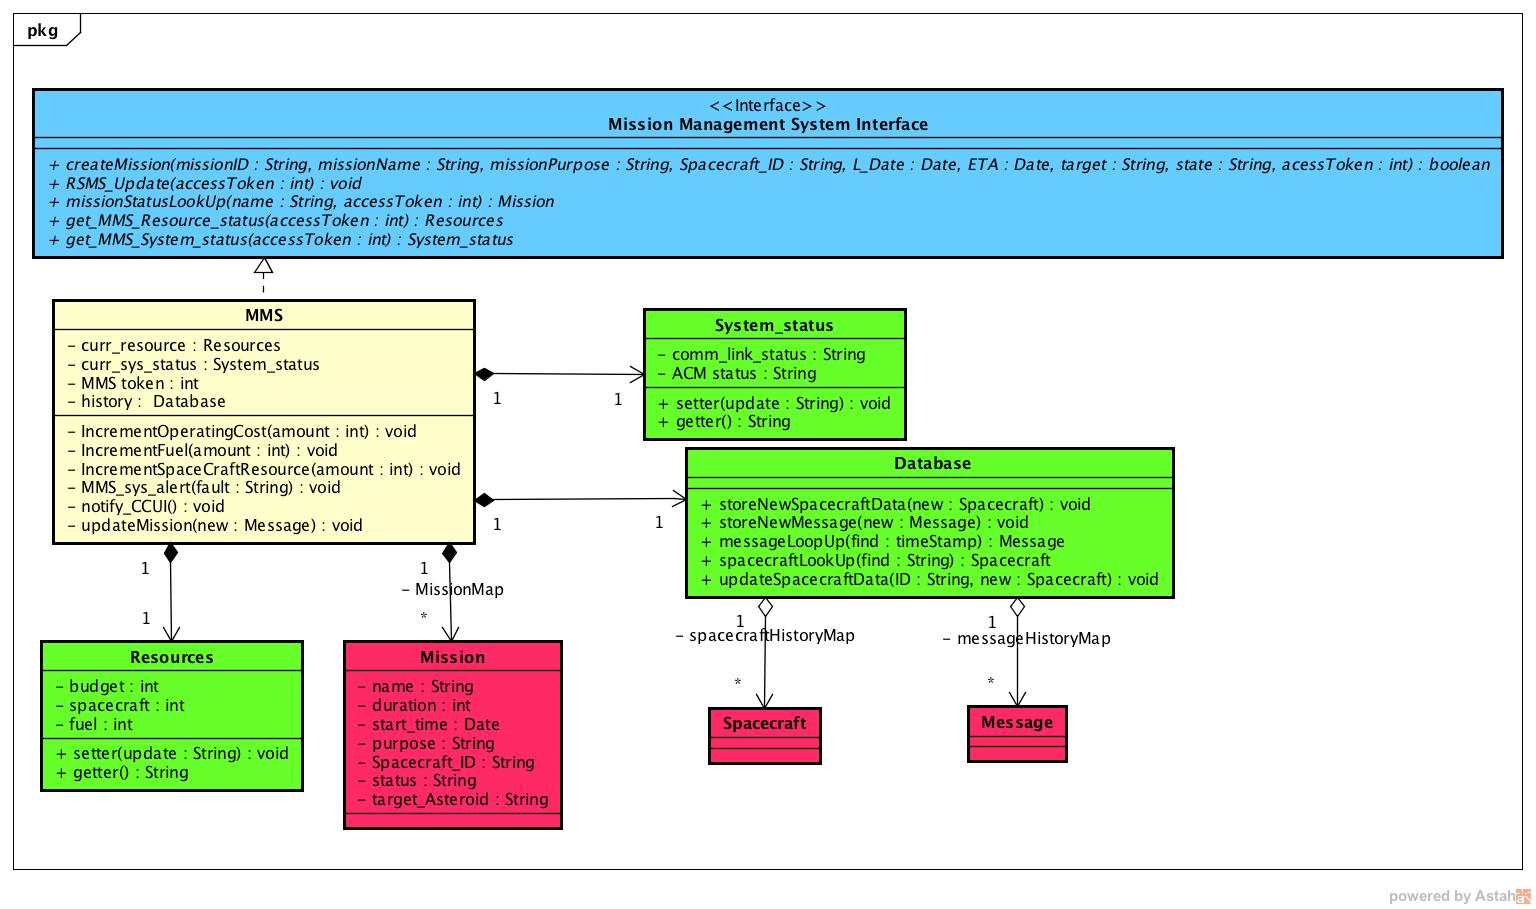 pkg
<<Interface>>
Mission Management System Interface
+ createMission(missionID : String, missionName : String, missionPurpose : String, Spacecraft_ID : String, L_Date : Date, ETA : Date, target : String, state : String, acessToken : int) : boolean
+ RSMS_Update(accessToken : int) : void
+ missionStatusLookUp(name : String, accessToken : int) : Mission
+ get_MMS_Resource_status(accessToken : int) : Resources
+ get_MMS_System_status(accessToken : int) : System_status
MMS
- curr_resource : Resources
- curr_sys_status : System_status
- MMS token : int
- history : Database
- IncrementOperatingCost(amount : int) : void
- IncrementFuel(amount : int) : void
- IncrementSpaceCraftResource(amount : int) : void
- MMS_sys_alert(fault : String) : void
- notify_CCUI() : void
- updateMission(new : Message) : void
1
1
System_status
- comm_link_status : String
- ACM status : String
+ setter(update : String) : void
+ getter() : String
1
1
Database
+ storeNewSpacecraftData(new : Spacecraft) : void
+ storeNewMessage(new : Message) : void
+ messageLoopUp(find : timeStamp) : Message
+ spacecraftLookUp(find : String) : Spacecraft
+ updateSpacecraftData(ID : String, new : Spacecraft) : void
1
1
1
- MissionMap
*
1
- spacecraftHistoryMap
*
1
- messageHistoryMap
*
Resources
- budget : int
- spacecraft : int
- fuel : int
+ setter(update : String) : void
+ getter() : String
Mission
- name : String
- duration : int
- start_time : Date
- purpose : String
- Spacecraft_ID : String
- status : String
- target_Asteroid : String
Spacecraft
Message
powered by Astah